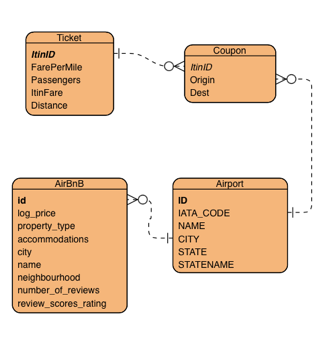 Ticket
ItinID
FarePerMile
Passengers
ItinFare
Distance
Coupon
ItinID
Origin
Dest
AirBnB
id
log_price
property_type
accommodations
city
name
neighbourhood
number_of_reviews
review_scores_rating
Airport
ID
IATA_CODE
NAME
CITY
STATE
STATENAME